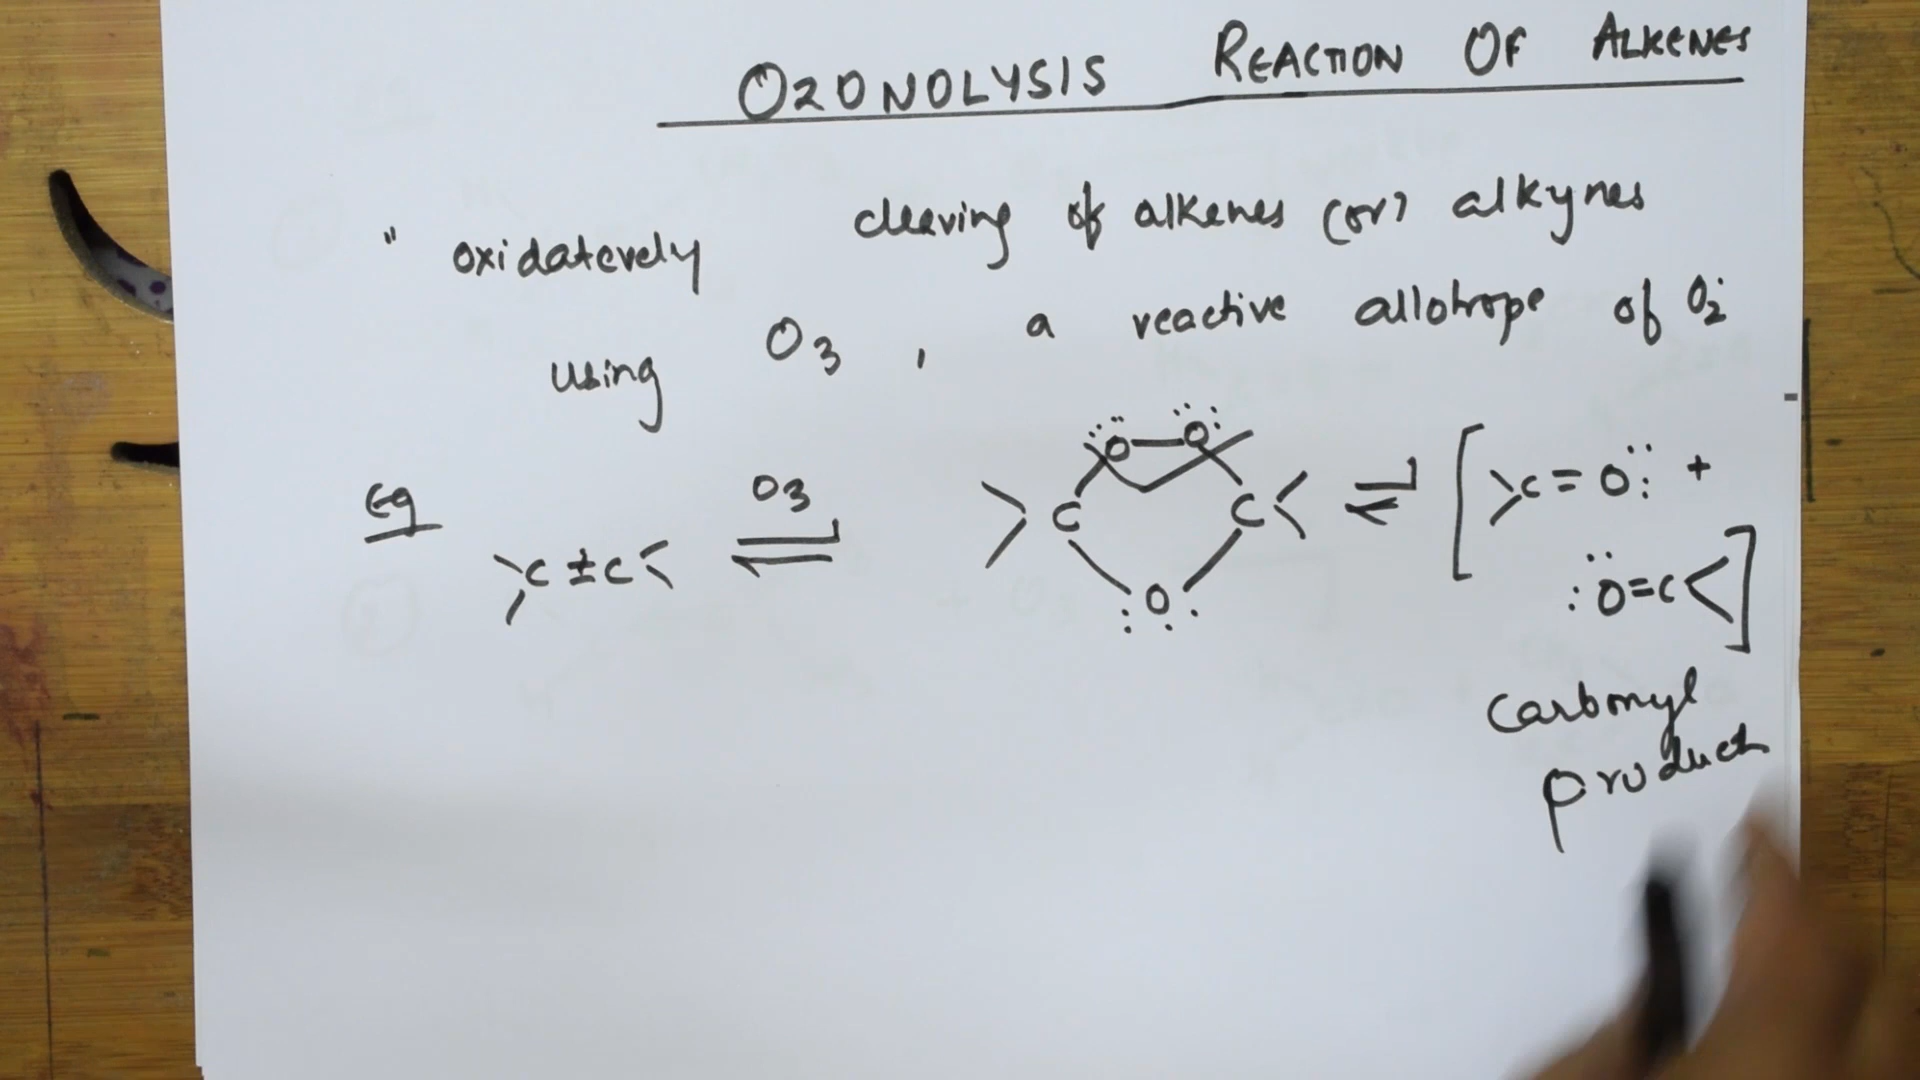 OZONOLYSIS REACTION OF ALKENES
" oxidatevely cleaving of alkenes (or) alkynes
using O3, a reactive allotrope of O2
Eg
>C ± C< ⇌ O3 >C O—O C< O ⇌ [ >C=O: +
:O=C< ]
Carbonyl
product